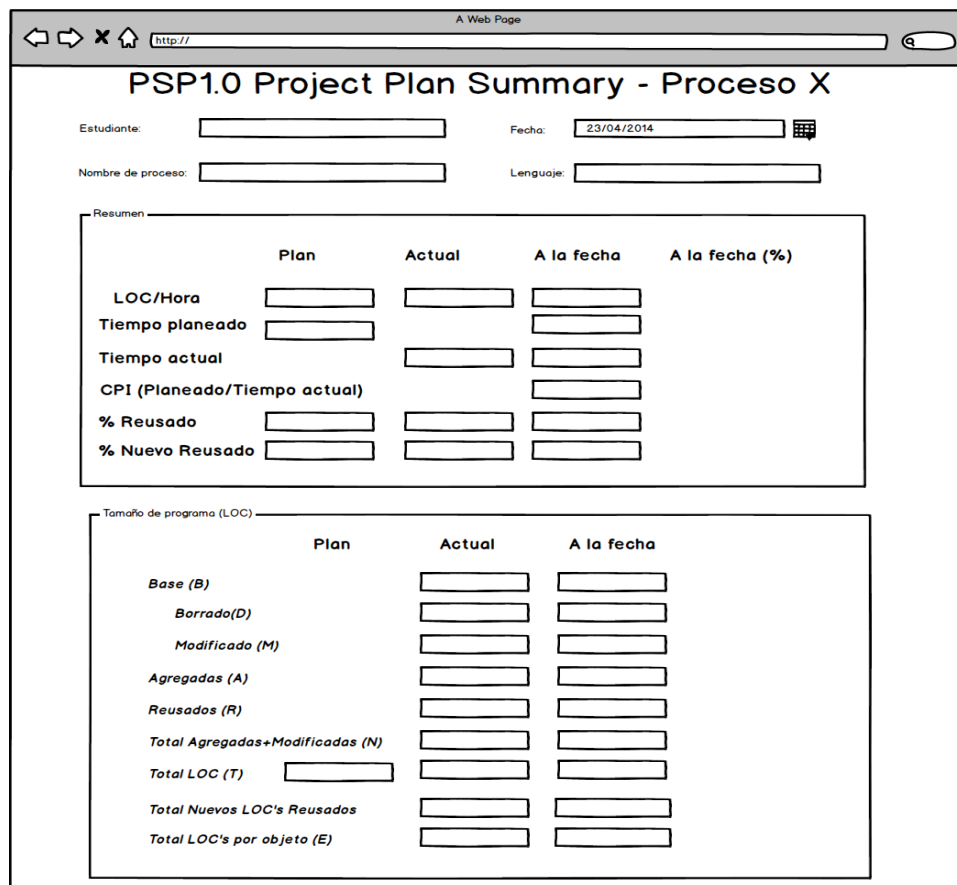 A Web Page
http://
PSP1.0 Project Plan Summary - Proceso X
Estudiante:
Fecha: 23/04/2014
Nombre de proceso:
Lenguaje:
Resumen
Plan Actual A la fecha A la fecha (%)
LOC/Hora
Tiempo planeado
Tiempo actual
CPI (Planeado/Tiempo actual)
% Reusado
% Nuevo Reusado
Tamaño de programa (LOC)
Plan Actual A la fecha
Base (B)
Borrado(D)
Modificado (M)
Agregadas (A)
Reusados (R)
Total Agregadas+Modificadas (N)
Total LOC (T)
Total Nuevos LOC's Reusados
Total LOC's por objeto (E)